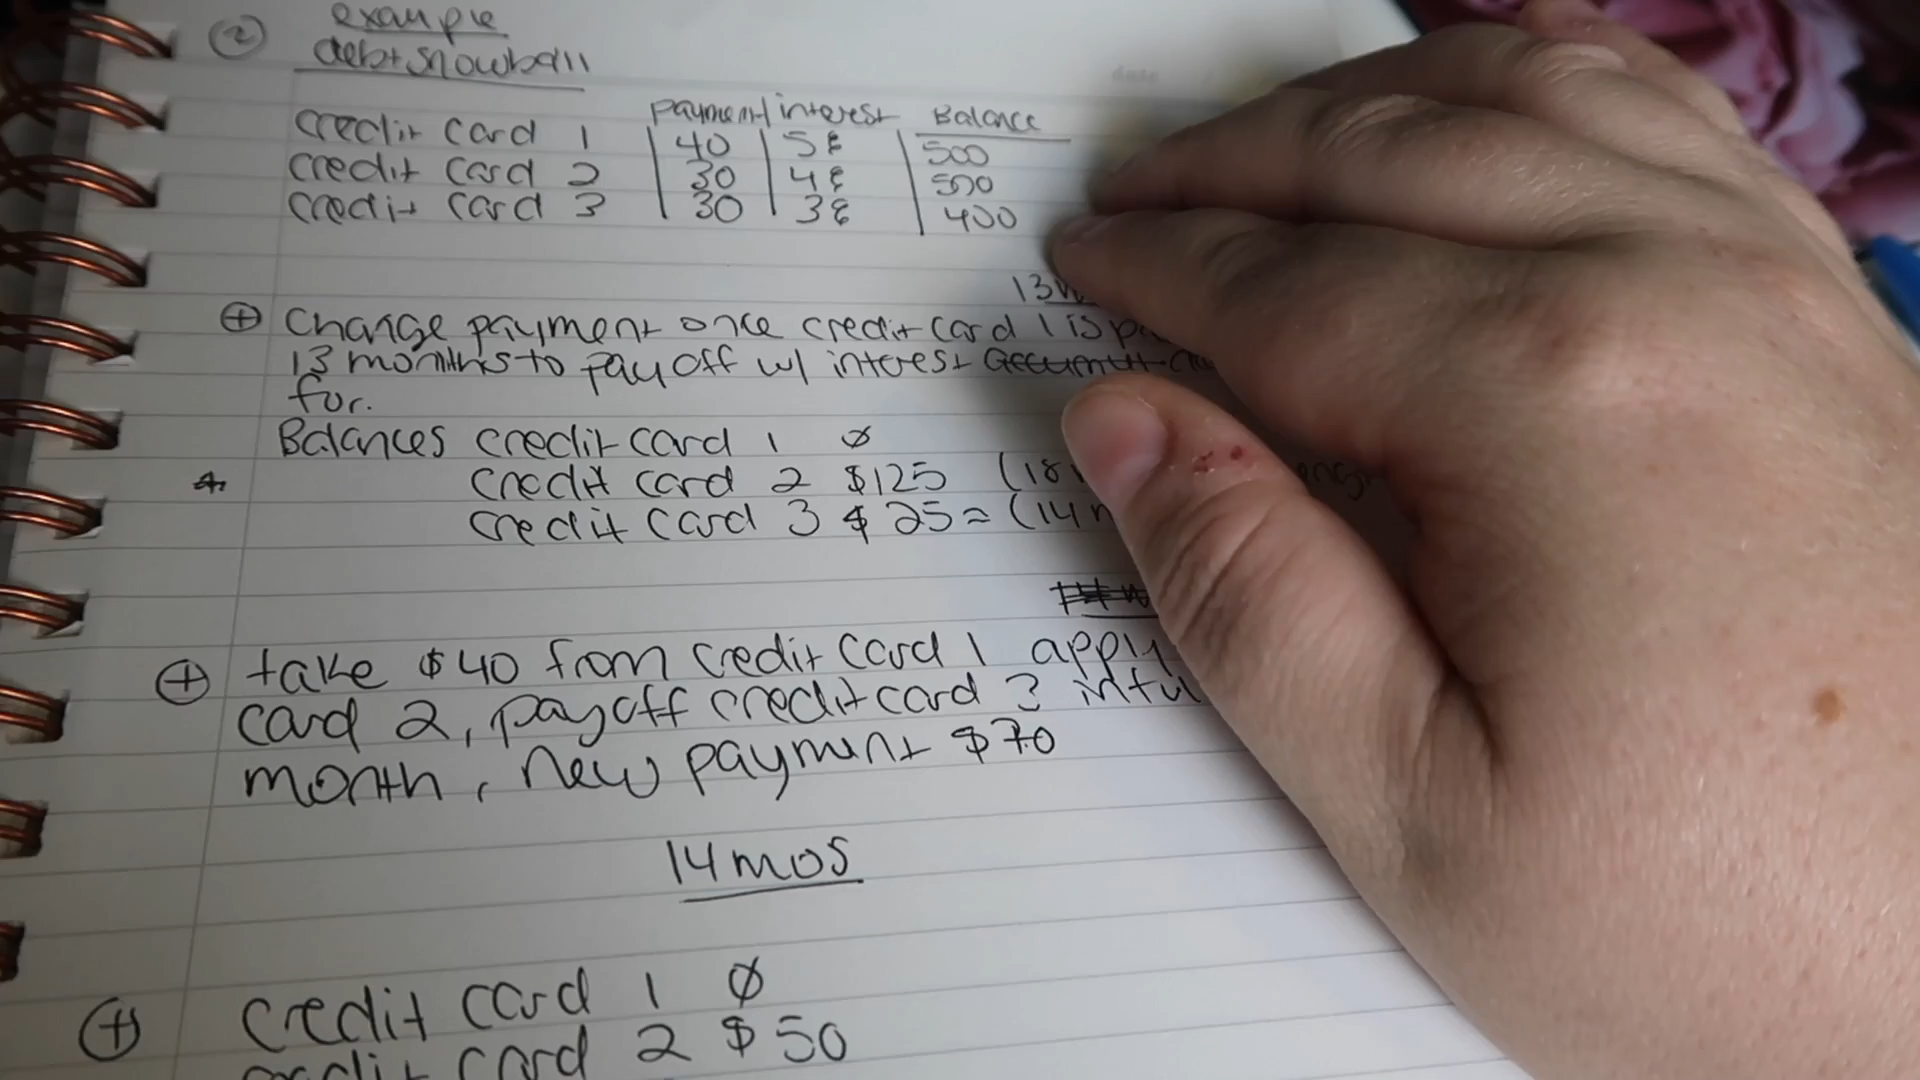 ② example
debt snowball
payment/interest Balance
credit card 1 40 5% 500
credit card 2 30 4% 500
credit card 3 30 3% 400
13
⊕ Change payment once credit card 1 is
13 months to pay off w/ interest
for.
Balances credit card 1 Ø
credit card 2 $125 (18
credit card 3 $25 ≈ (14
⊕ take $40 from credit card 1 apply
card 2, payoff credit card 3
month, new payment $70
14 mos
⊕ credit card 1 Ø
credit card 2 $50